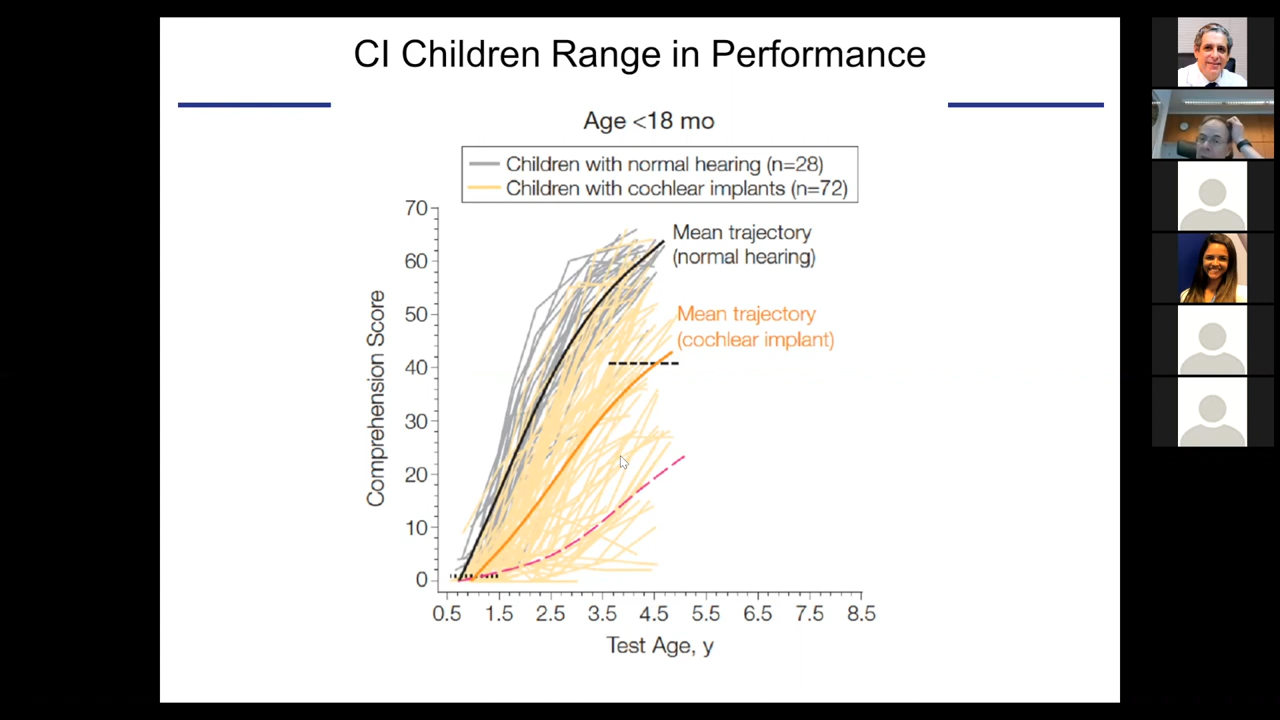 CI Children Range in Performance
Age <18 mo
Children with normal hearing (n=28)
Children with cochlear implants (n=72)
Mean trajectory
(normal hearing)
Mean trajectory
(cochlear implant)
Comprehension Score
70
60
50
40
30
20
10
0
0.5 1.5 2.5 3.5 4.5 5.5 6.5 7.5 8.5
Test Age, y